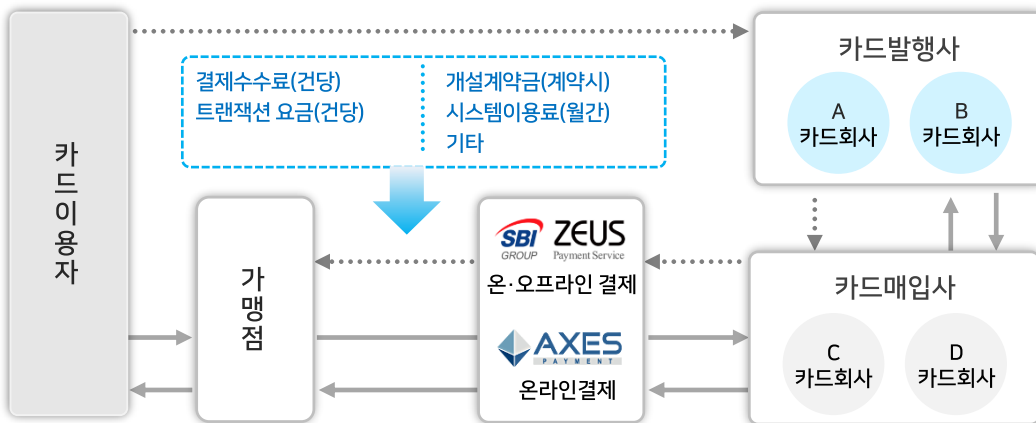 카드이용자
결제수수료(건당)
트랜잭션 요금(건당)
개설계약금(계약시)
시스템이용료(월간)
기타
가맹점
SBI
GROUP
ZEUS
Payment Service
온·오프라인 결제
AXES
PAYMENT
온라인결제
카드발행사
A
카드회사
B
카드회사
카드매입사
C
카드회사
D
카드회사